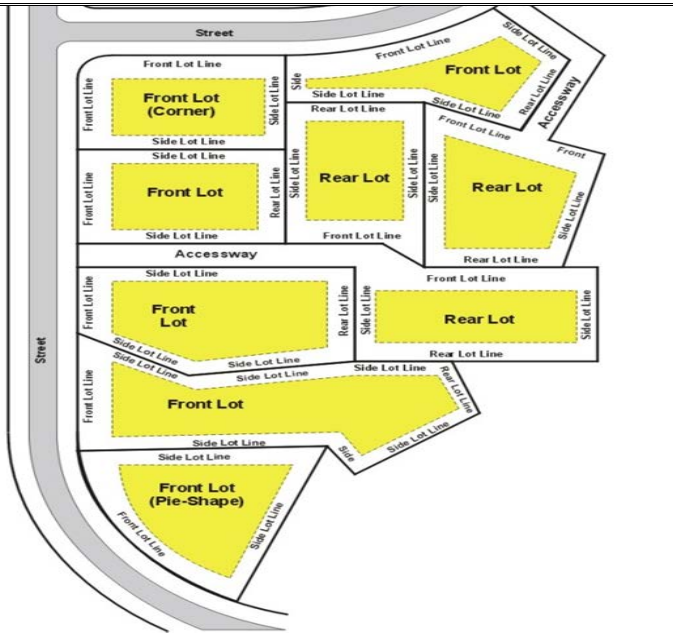 Street
Front Lot Line
Front Lot Line
Front Lot
(Corner)
Side Lot Line
Side Lot Line
Front Lot Line
Side
Front Lot
Side Lot Line
Side Lot Line
Side Lot Line
Rear Lot Line
Accessway
Side Lot Line
Front Lot Line
Front Lot
Rear Lot Line
Side Lot Line
Rear Lot Line
Side Lot Line
Rear Lot
Side Lot Line
Front Lot Line
Front Lot Line
Front
Side Lot Line
Rear Lot
Side Lot Line
Rear Lot Line
Accessway
Side Lot Line
Front Lot Line
Front
Lot
Rear Lot Line
Side Lot Line
Side Lot Line
Front Lot Line
Side Lot Line
Rear Lot
Side Lot Line
Rear Lot Line
Street
Side Lot Line
Side Lot Line
Side Lot Line
Front Lot Line
Front Lot
Rear Lot Line
Side Lot Line
Side
Side Lot Line
Side Lot Line
Front Lot
(Pie-Shape)
Front Lot Line
Side Lot Line